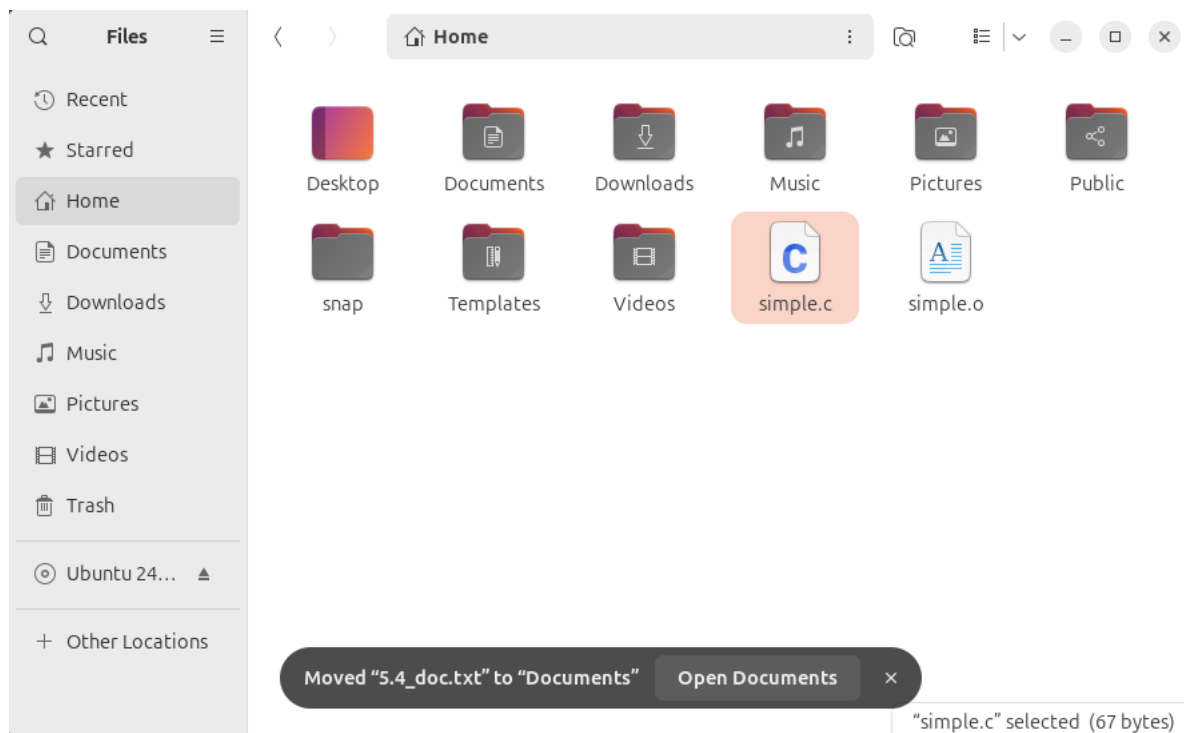 Files
Home
Recent
Starred
Home
Documents
Downloads
Music
Pictures
Videos
Trash
Ubuntu 24...
Other Locations
Desktop Documents Downloads Music Pictures Public
snap Templates Videos simple.c simple.o
Moved “5.4_doc.txt” to “Documents” Open Documents
“simple.c” selected (67 bytes)